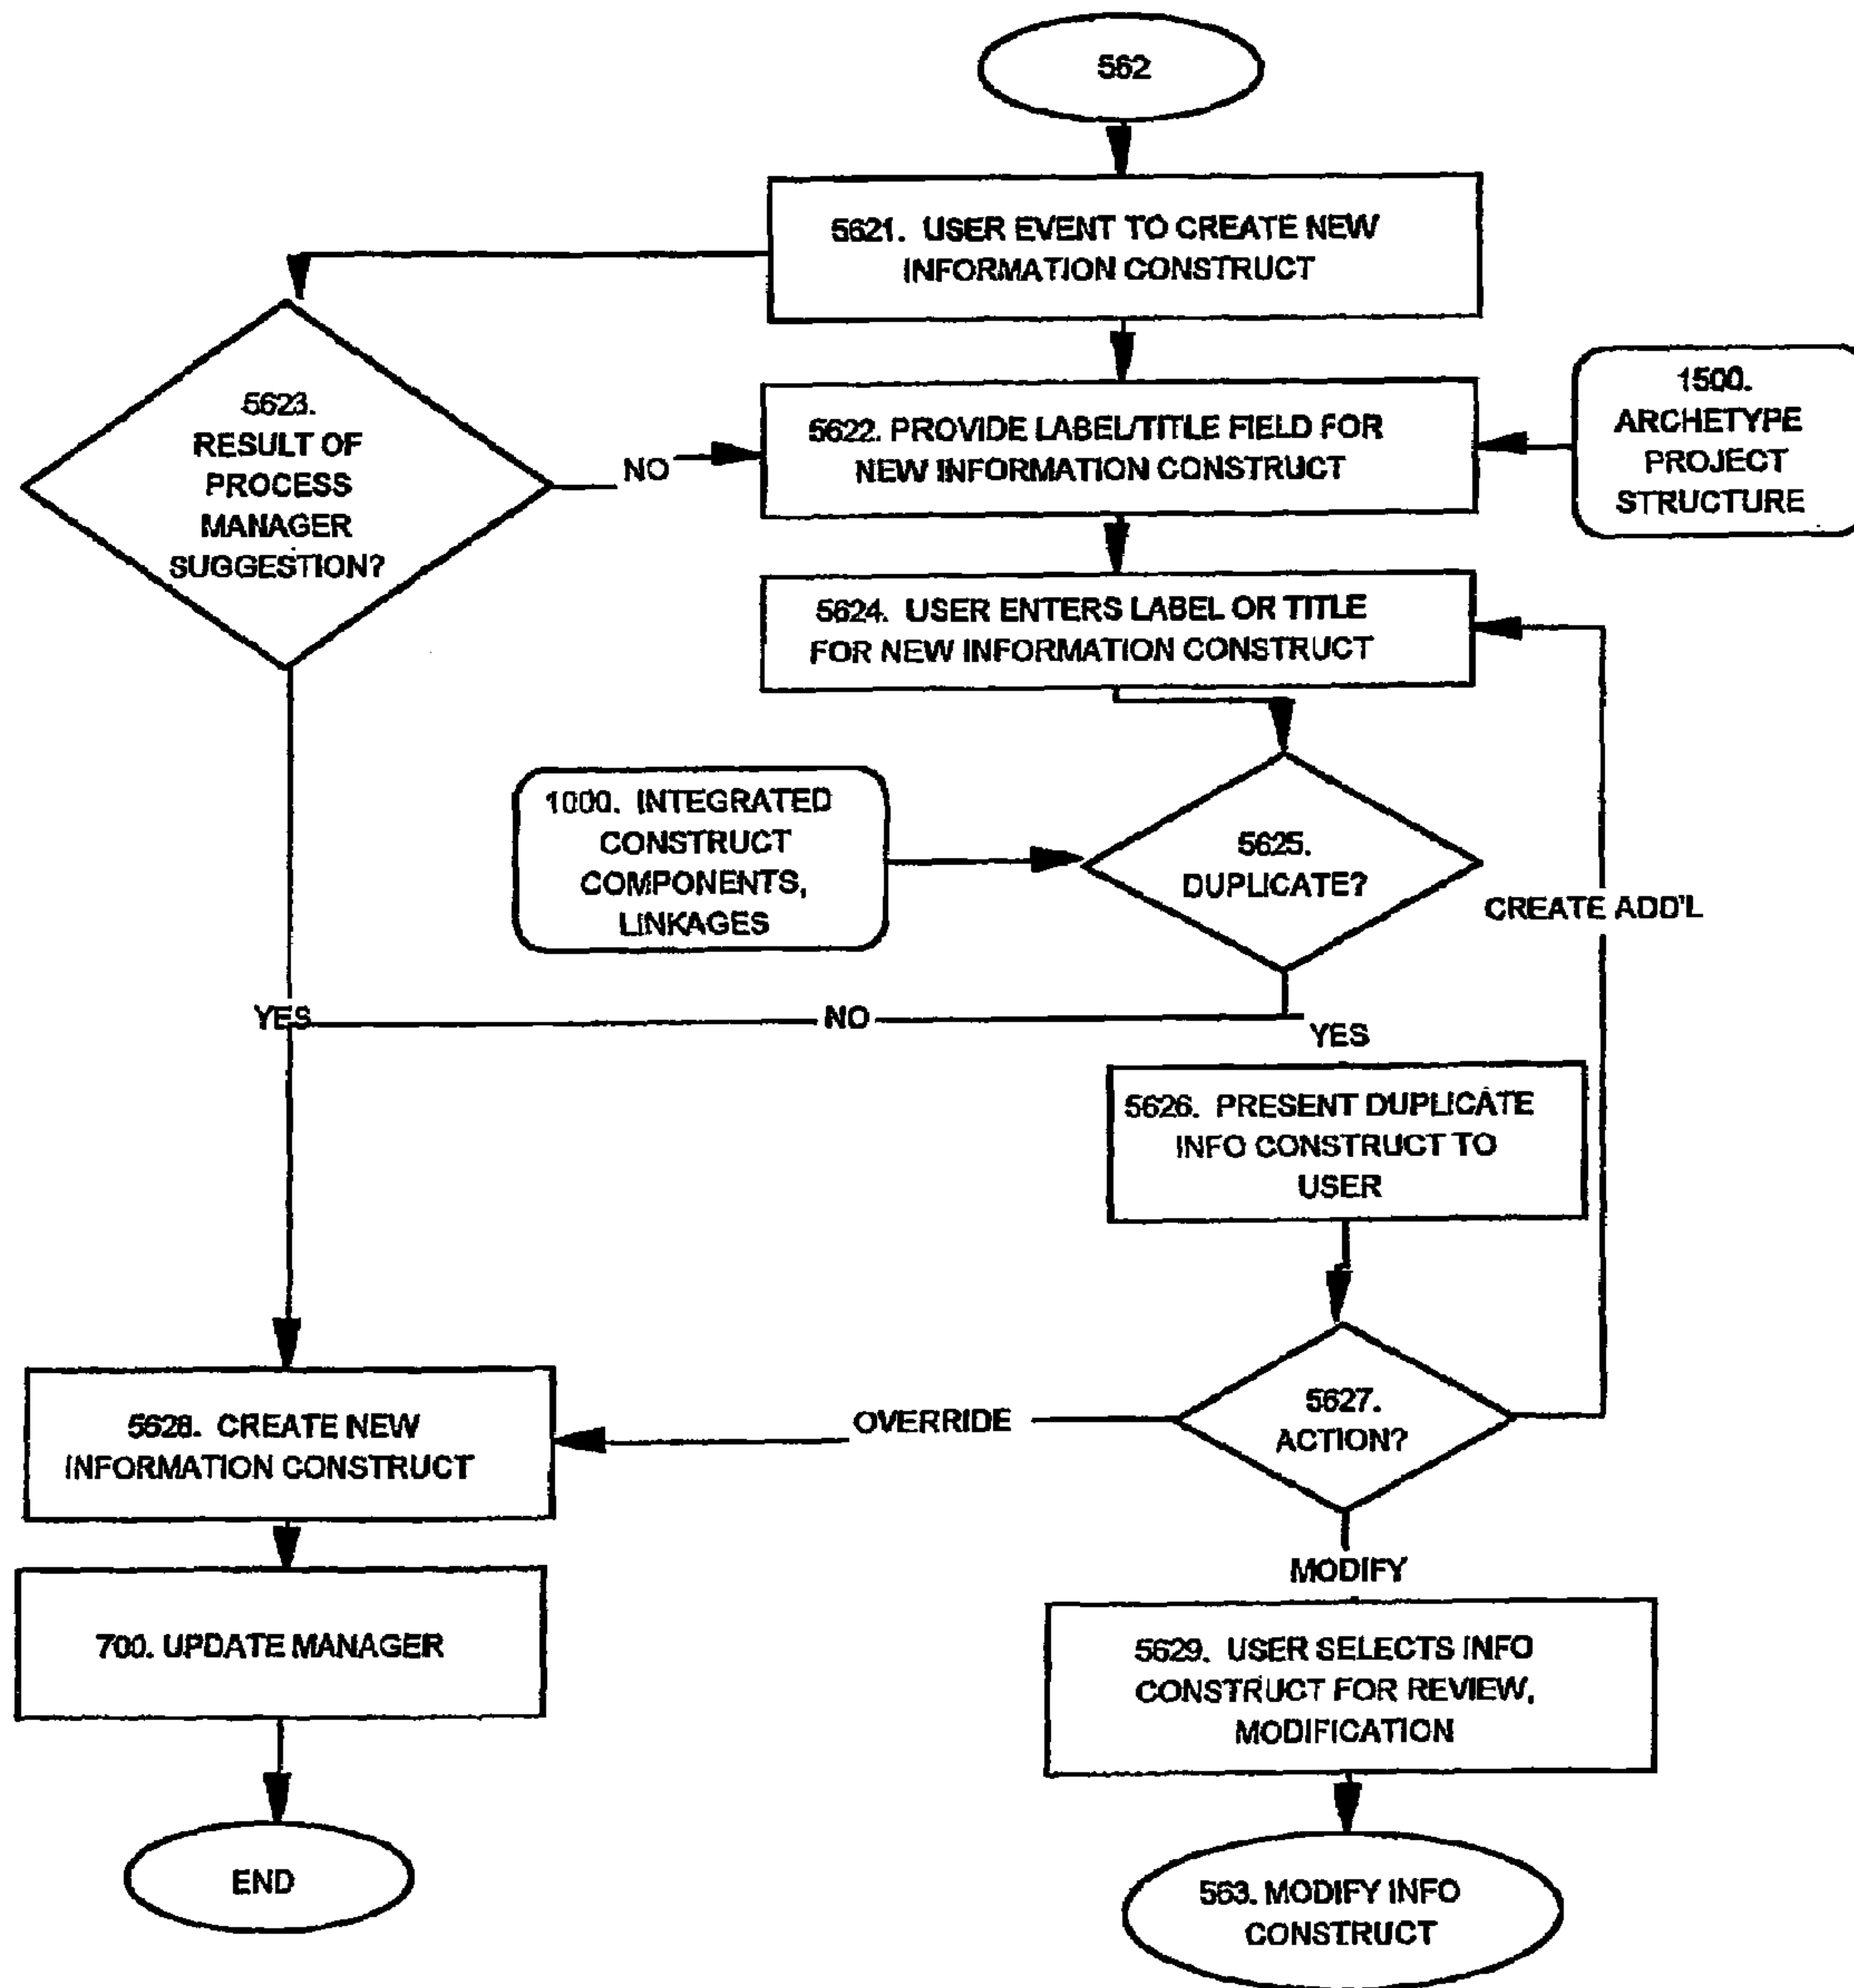 562
5621. USER EVENT TO CREATE NEW
INFORMATION CONSTRUCT
5623.
RESULT OF
PROCESS
MANAGER
SUGGESTION?
NO
5622. PROVIDE LABEL/TITLE FIELD FOR
NEW INFORMATION CONSTRUCT
1500.
ARCHETYPE
PROJECT
STRUCTURE
5624. USER ENTERS LABEL OR TITLE
FOR NEW INFORMATION CONSTRUCT
1000. INTEGRATED
CONSTRUCT
COMPONENTS,
LINKAGES
5625.
DUPLICATE?
CREATE ADD'L
YES
NO
YES
5626. PRESENT DUPLICATE
INFO CONSTRUCT TO
USER
5628. CREATE NEW
INFORMATION CONSTRUCT
OVERRIDE
5627.
ACTION?
MODIFY
700. UPDATE MANAGER
5629. USER SELECTS INFO
CONSTRUCT FOR REVIEW,
MODIFICATION
END
563. MODIFY INFO
CONSTRUCT